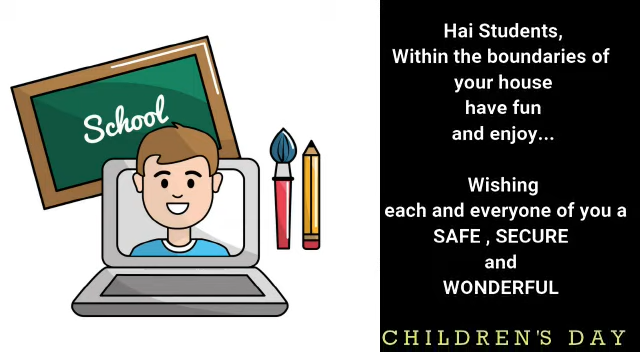 School
Hai Students,
Within the boundaries of
your house
have fun
and enjoy...
Wishing
each and everyone of you a
SAFE , SECURE
and
WONDERFUL
CHILDREN'S DAY